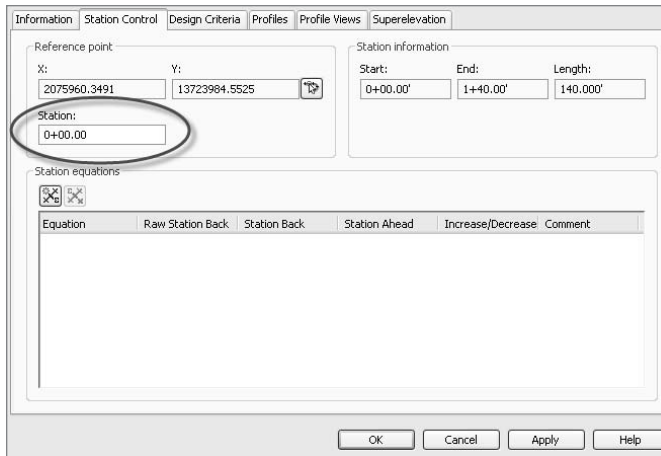 Information Station Control Design Criteria Profiles Profile Views Superelevation
Reference point
X: Y:
2075960.3491 13723984.5525
Station:
0+00.00
Station information
Start: End: Length:
0+00.00' 1+40.00' 140.000'
Station equations
Equation Raw Station Back Station Back Station Ahead Increase/Decrease Comment
OK Cancel Apply Help